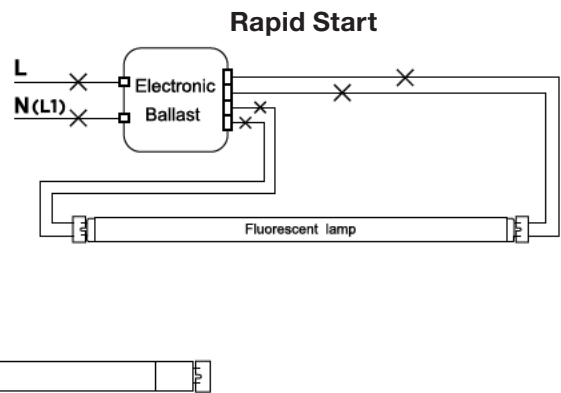 Rapid Start
L
Electronic
N(L1)
Ballast
Fluorescent lamp